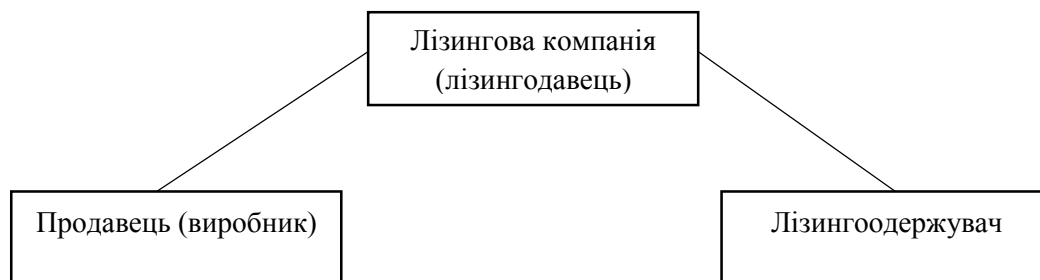 Лізингова компанія
(лізингодавець)
Продавець (виробник)
Лізингоодержувач